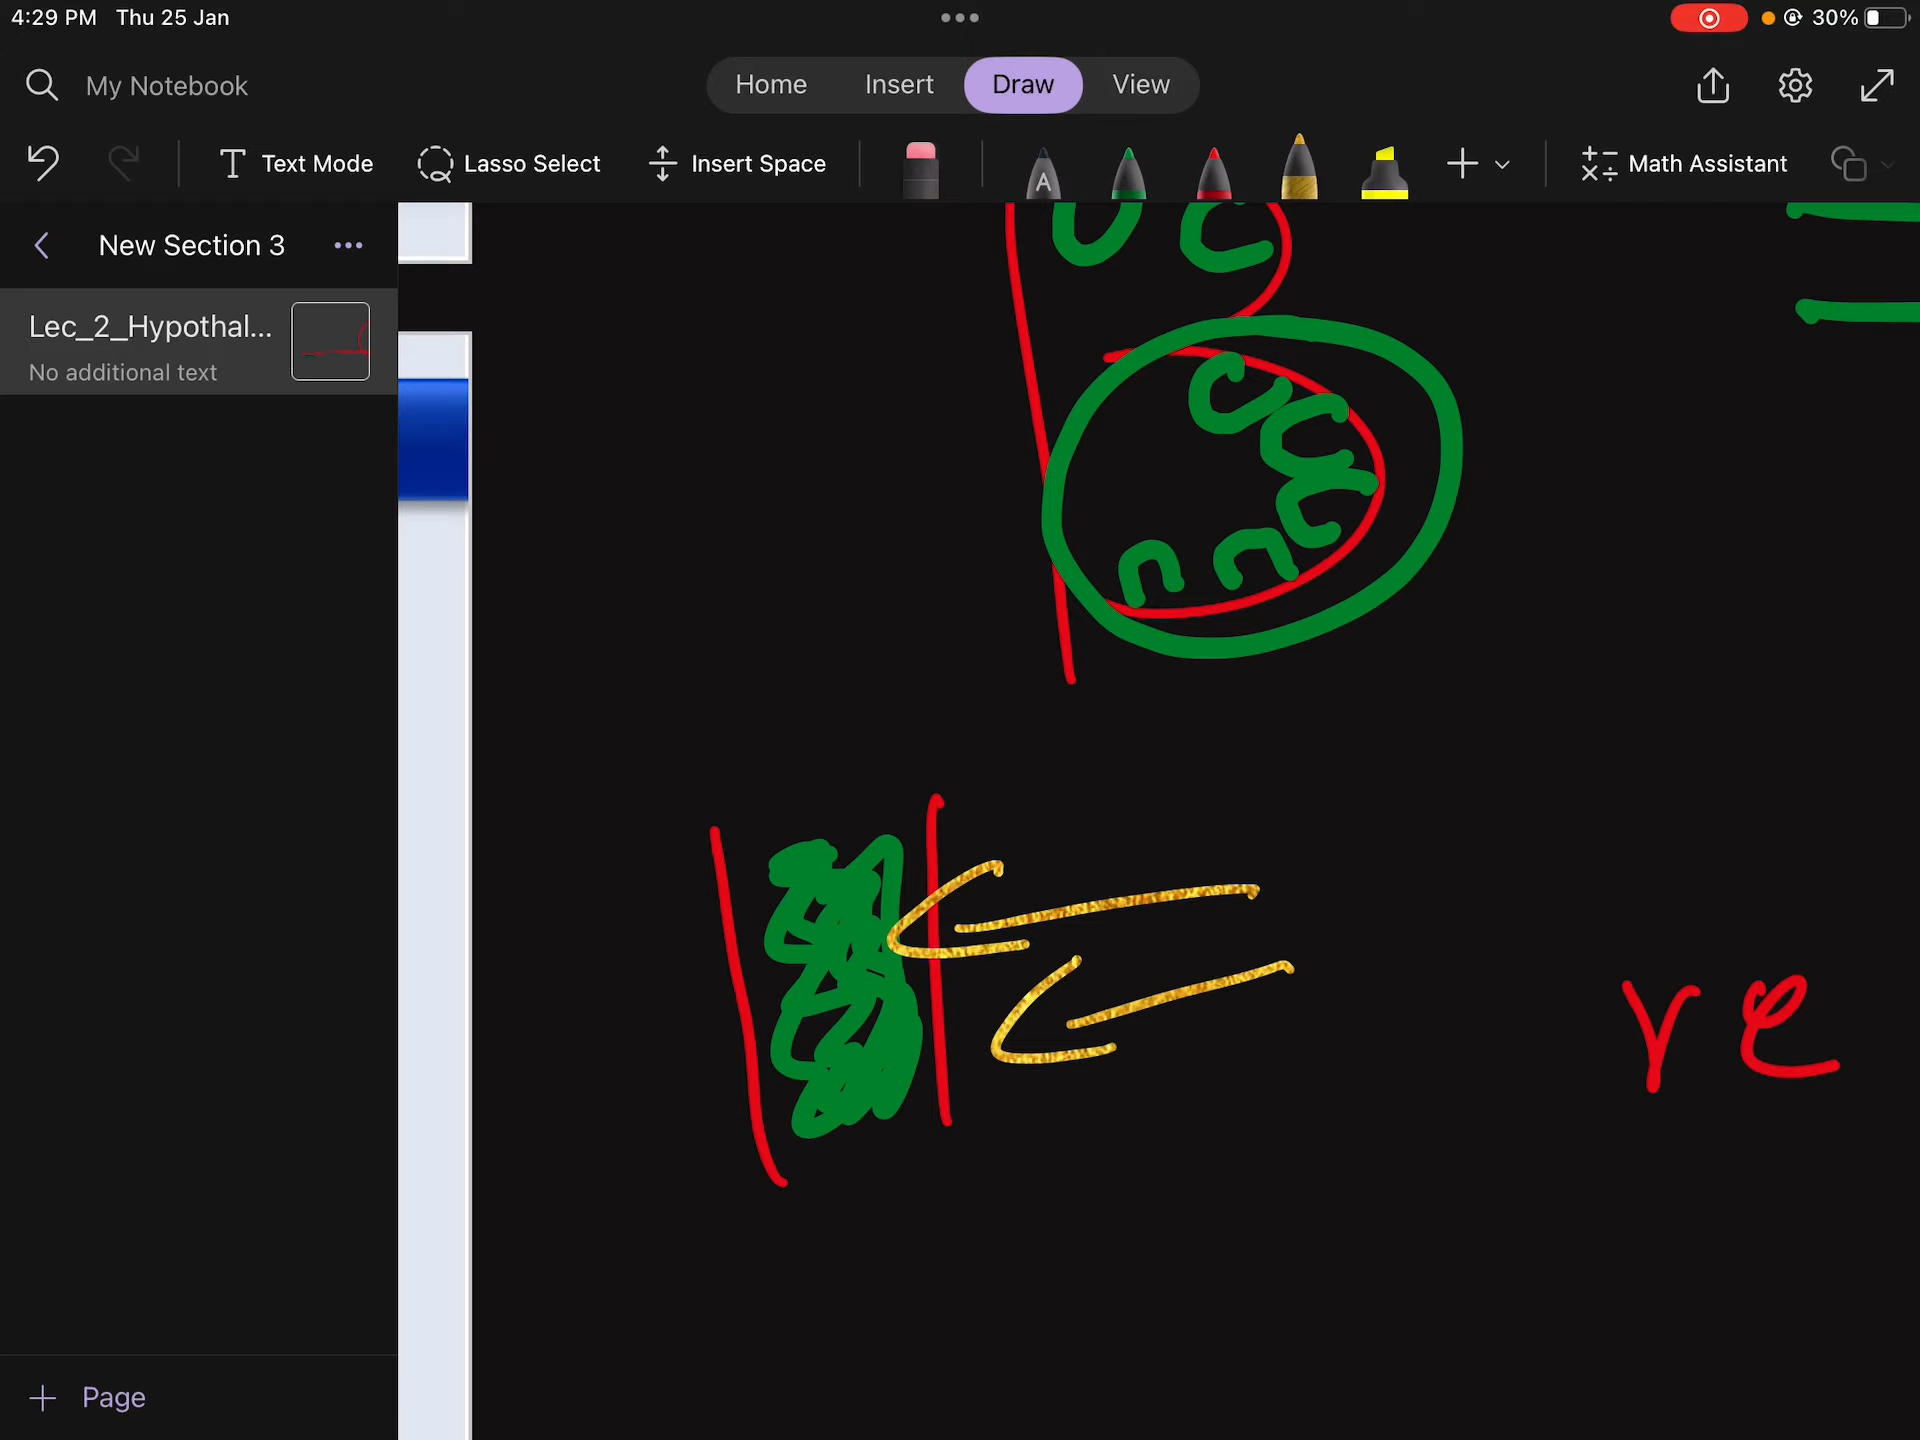 4:29 PM Thu 25 Jan 30%
My Notebook
Home Insert Draw View
Text Mode Lasso Select Insert Space A Math Assistant
New Section 3
Lec_2_Hypothal...
No additional text
re
Page